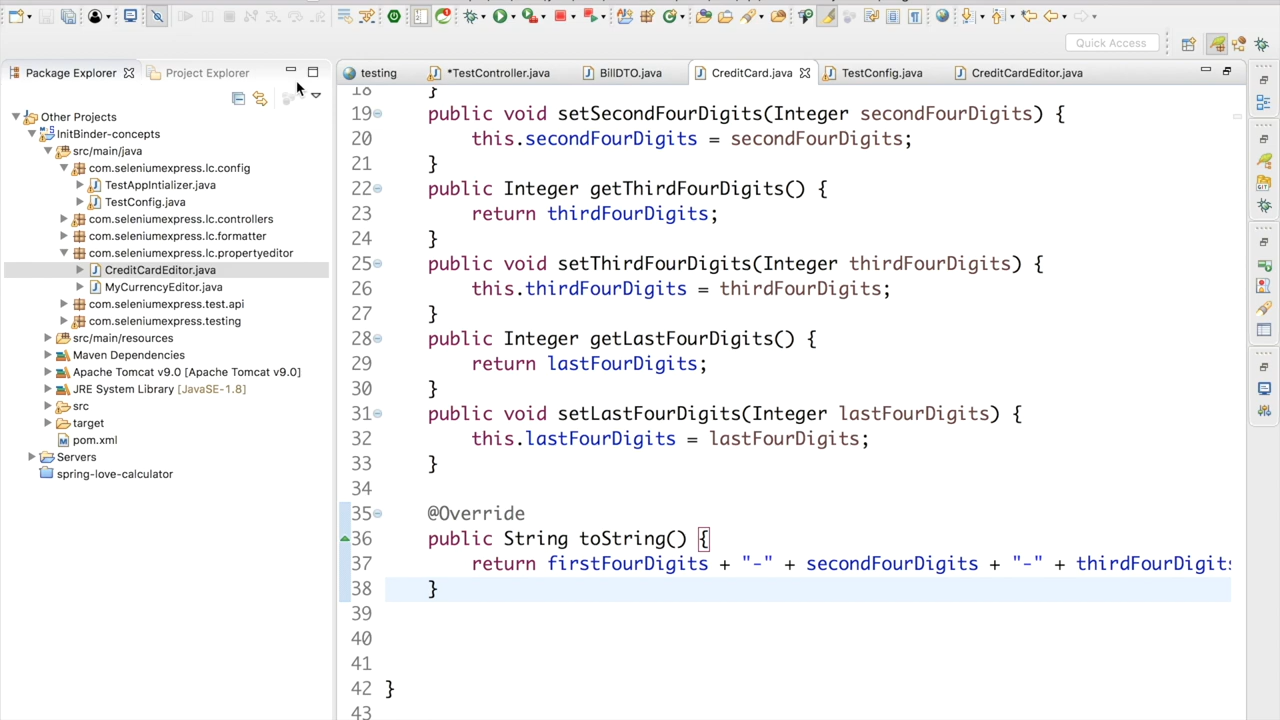 Quick Access
Package Explorer
Project Explorer
testing
*TestController.java
BillDTO.java
CreditCard.java
TestConfig.java
CreditCardEditor.java
Other Projects
InitBinder-concepts
src/main/java
com.seleniumexpress.lc.config
TestAppIntializer.java
TestConfig.java
com.seleniumexpress.lc.controllers
com.seleniumexpress.lc.formatter
com.seleniumexpress.lc.propertyeditor
CreditCardEditor.java
MyCurrencyEditor.java
com.seleniumexpress.test.api
com.seleniumexpress.testing
src/main/resources
Maven Dependencies
Apache Tomcat v9.0 [Apache Tomcat v9.0]
JRE System Library [JavaSE-1.8]
src
target
pom.xml
Servers
spring-love-calculator
18 }
19 public void setSecondFourDigits(Integer secondFourDigits) {
20 this.secondFourDigits = secondFourDigits;
21 }
22 public Integer getThirdFourDigits() {
23 return thirdFourDigits;
24 }
25 public void setThirdFourDigits(Integer thirdFourDigits) {
26 this.thirdFourDigits = thirdFourDigits;
27 }
28 public Integer getLastFourDigits() {
29 return lastFourDigits;
30 }
31 public void setLastFourDigits(Integer lastFourDigits) {
32 this.lastFourDigits = lastFourDigits;
33 }
34
35 @Override
36 public String toString() {
37 return firstFourDigits + "-" + secondFourDigits + "-" + thirdFourDigits
38 }
39
40
41
42 }
43